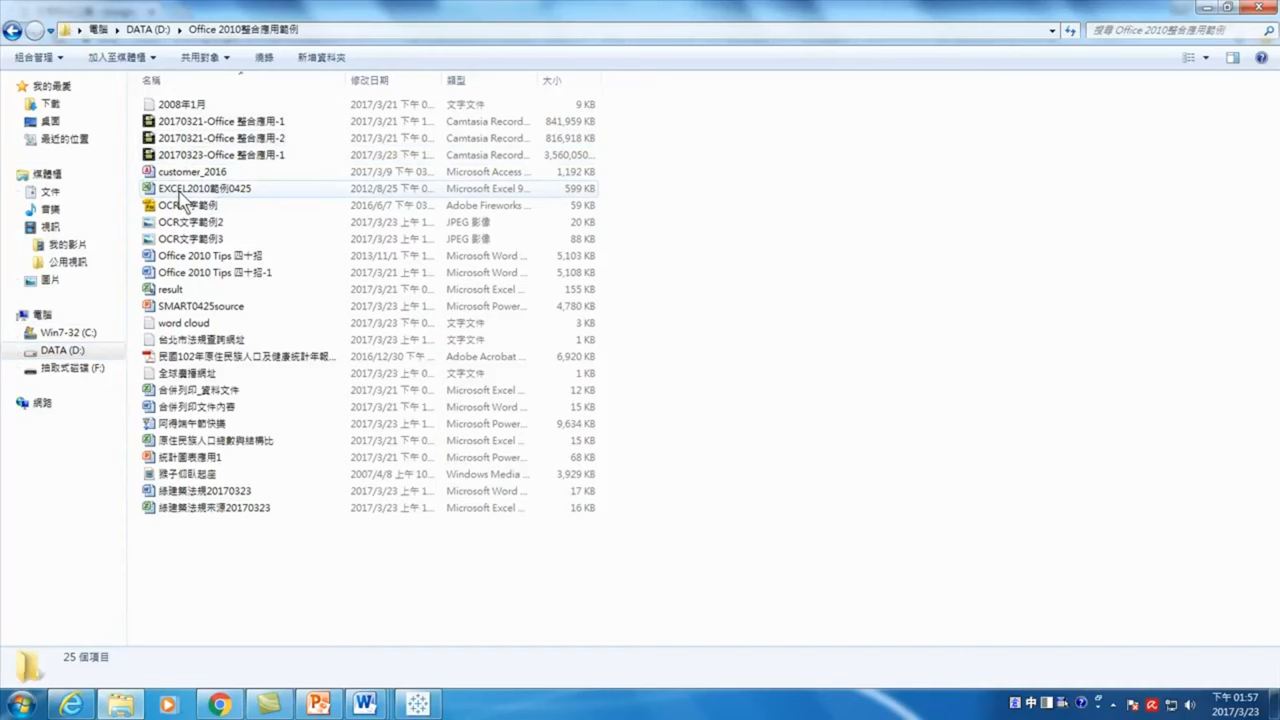 電腦 ▸ DATA (D:) ▸ Office 2010整合應用範例
搜尋 Office 2010整合應用範例
組合管理 加入至媒體櫃 共用對象 燒錄 新增資料夾
名稱 修改日期 類型 大小
我的最愛
下載
桌面
最近的位置
媒體櫃
文件
音樂
視訊
我的影片
公用視訊
圖片
電腦
Win7-32 (C:)
DATA (D:)
抽取式磁碟 (F:)
網路
2008年1月 2017/3/21 下午 0... 文字文件 9 KB
20170321-Office 整合應用-1 2017/3/21 下午 1... Camtasia Record... 841,959 KB
20170321-Office 整合應用-2 2017/3/21 下午 0... Camtasia Record... 816,918 KB
20170323-Office 整合應用-1 2017/3/23 下午 1... Camtasia Record... 3,560,050...
customer_2016 2017/3/9 下午 03... Microsoft Access ... 1,192 KB
EXCEL2010範例0425 2012/8/25 下午 0... Microsoft Excel 9... 599 KB
OCR文字範例 2016/6/7 下午 03... Adobe Fireworks ... 59 KB
OCR文字範例2 2017/3/23 上午 1... JPEG 影像 20 KB
OCR文字範例3 2017/3/23 上午 1... JPEG 影像 88 KB
Office 2010 Tips 四十招 2013/11/1 下午 0... Microsoft Word ... 5,103 KB
Office 2010 Tips 四十招-1 2017/3/21 下午 0... Microsoft Word ... 5,108 KB
result 2017/3/21 下午 0... Microsoft Excel ... 155 KB
SMART0425source 2017/3/23 上午 1... Microsoft Power... 4,780 KB
word cloud 2017/3/23 下午 0... 文字文件 3 KB
台北市法規查詢網址 2017/3/23 上午 1... 文字文件 1 KB
民國102年原住民族人口及健康統計年報... 2016/12/30 下午 ... Adobe Acrobat ... 6,920 KB
全球廣播網址 2017/3/23 下午 0... 文字文件 1 KB
合併列印_資料文件 2017/3/21 下午 0... Microsoft Excel ... 12 KB
合併列印文件內容 2017/3/21 下午 0... Microsoft Word ... 15 KB
阿得端午節快議 2017/3/23 上午 1... Microsoft Power... 9,634 KB
原住民族人口總數與結構比 2017/3/21 下午 0... Microsoft Excel ... 15 KB
統計圖表應用1 2017/3/21 下午 0... Microsoft Power... 68 KB
猴子仰臥起座 2007/4/8 上午 10... Windows Media ... 3,929 KB
綠建築法規20170323 2017/3/23 上午 1... Microsoft Word ... 17 KB
綠建築法規來源20170323 2017/3/23 上午 1... Microsoft Excel ... 16 KB
25 個項目
中
下午 01:57
2017/3/23